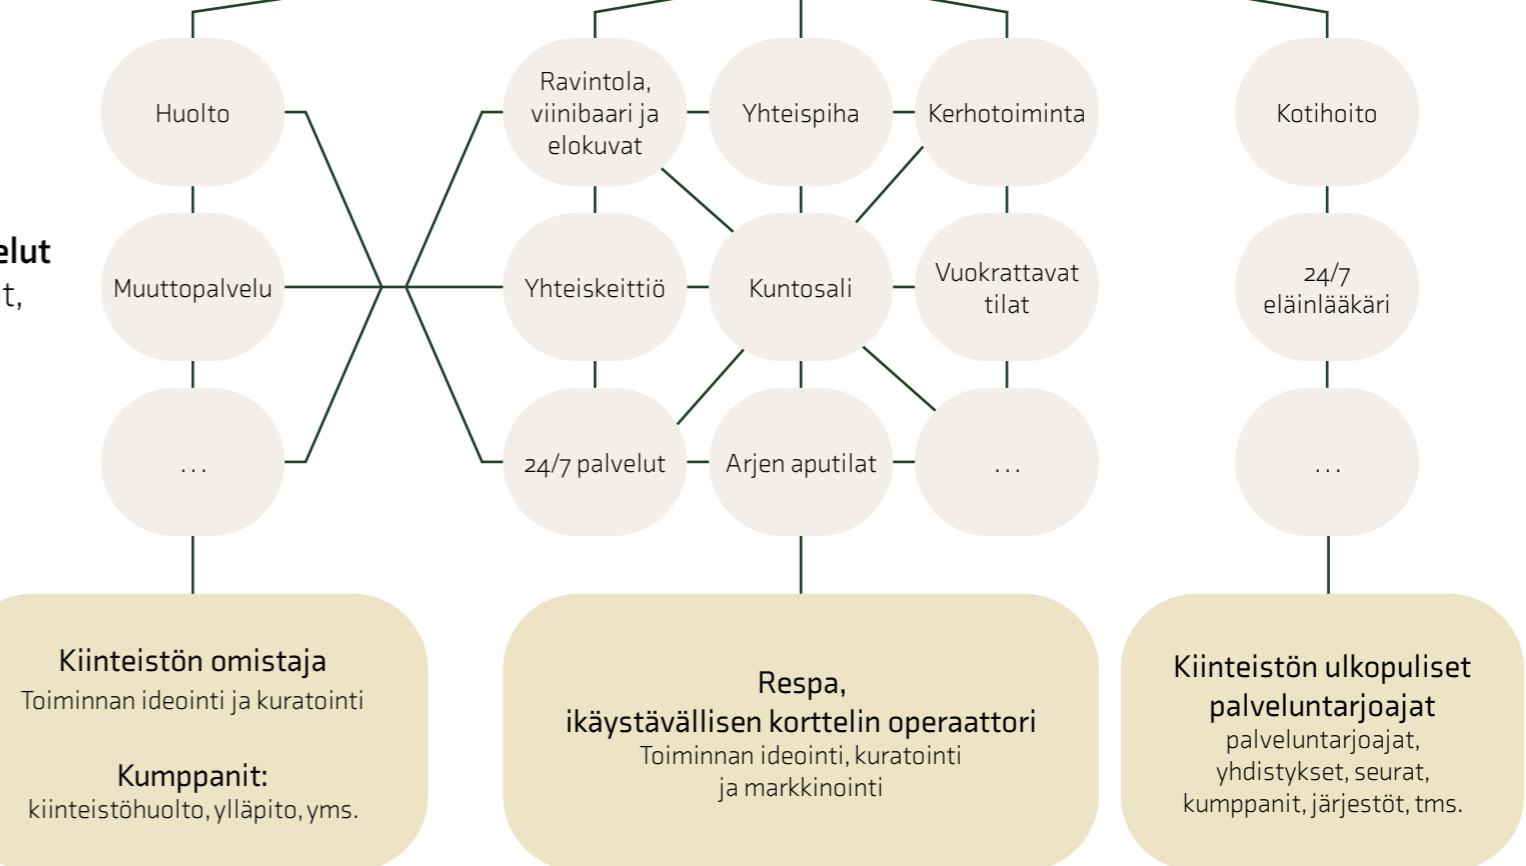 Huolto
Ravintola,
viinibaari ja
elokuvat
Yhteispiha
Kerhotoiminta
Kotihoito
elut
t,
Muuttopalvelu
Yhteiskeittiö
Kuntosali
Vuokrattavat
tilat
24/7
eläinlääkäri
...
24/7 palvelut
Arjen aputilat
...
...
Kiinteistön omistaja
Toiminnan ideointi ja kuratointi
Kumppanit:
kiinteistöhuolto, ylläpito, yms.
Respa,
ikäystävällisen korttelin operaattori
Toiminnan ideointi, kuratointi
ja markkinointi
Kiinteistön ulkopuliset
palveluntarjoajat
palveluntarjoajat,
yhdistykset, seurat,
kumppanit, järjestöt, tms.